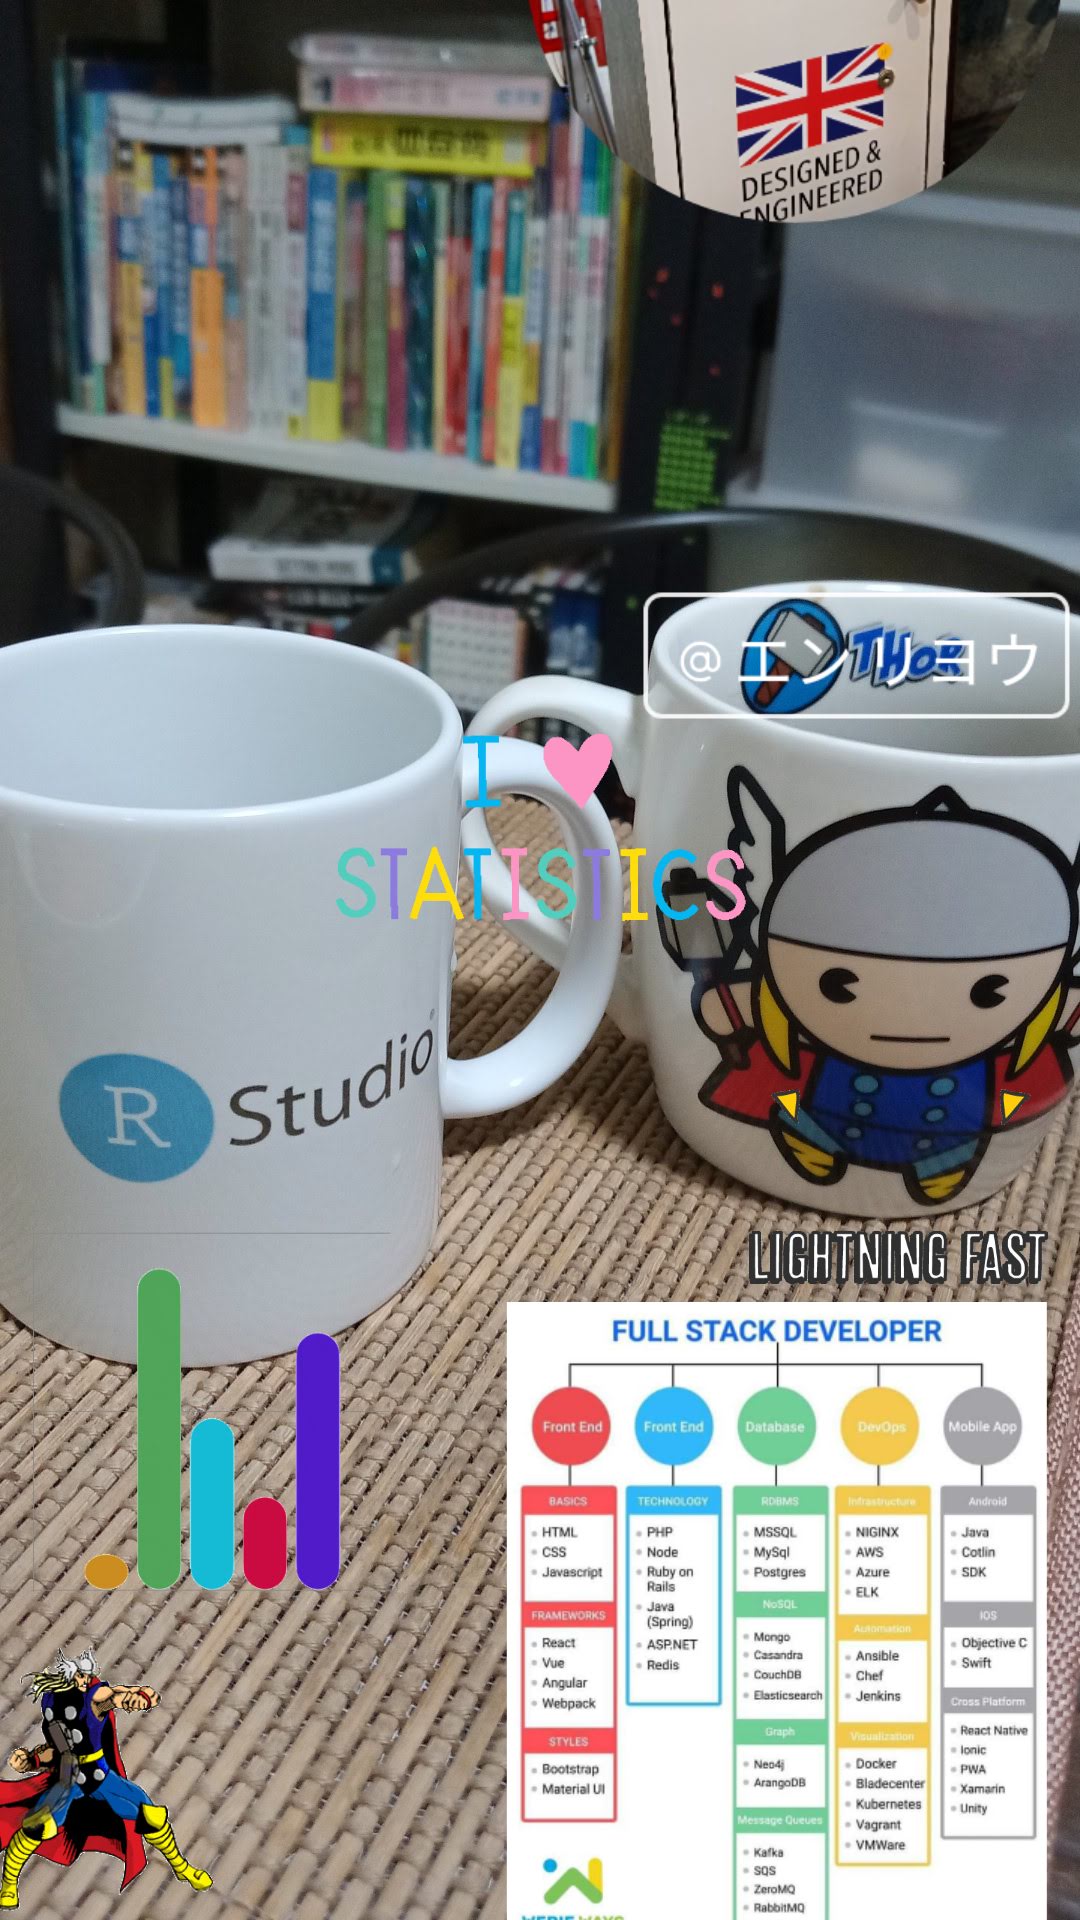 DESIGNED &
ENGINEERED
@エンリヨウ
THOR
I
STATISTICS
R Studio
LIGHTNING FAST
FULL STACK DEVELOPER
Front End
Front End
Database
DevOps
Mobile App
BASICS
HTML
CSS
Javascript
FRAMEWORKS
React
Vue
Angular
Webpack
STYLES
Bootstrap
Material UI
TECHNOLOGY
PHP
Node
Ruby on
Rails
Java
(Spring)
ASP.NET
Redis
RDBMS
MSSQL
MySql
Postgres
NoSQL
Mongo
Casandra
CouchDB
Elasticsearch
Graph
Neo4j
ArangoDB
Message Queues
Kafka
SQS
ZeroMQ
RabbitMQ
Infrastructure
NIGINX
AWS
Azure
ELK
Automation
Ansible
Chef
Jenkins
Visualization
Docker
Bladecenter
Kubernetes
Vagrant
VMWare
Android
Java
Cotlin
SDK
IOS
Objective C
Swift
Cross Platform
React Native
Ionic
PWA
Xamarin
Unity